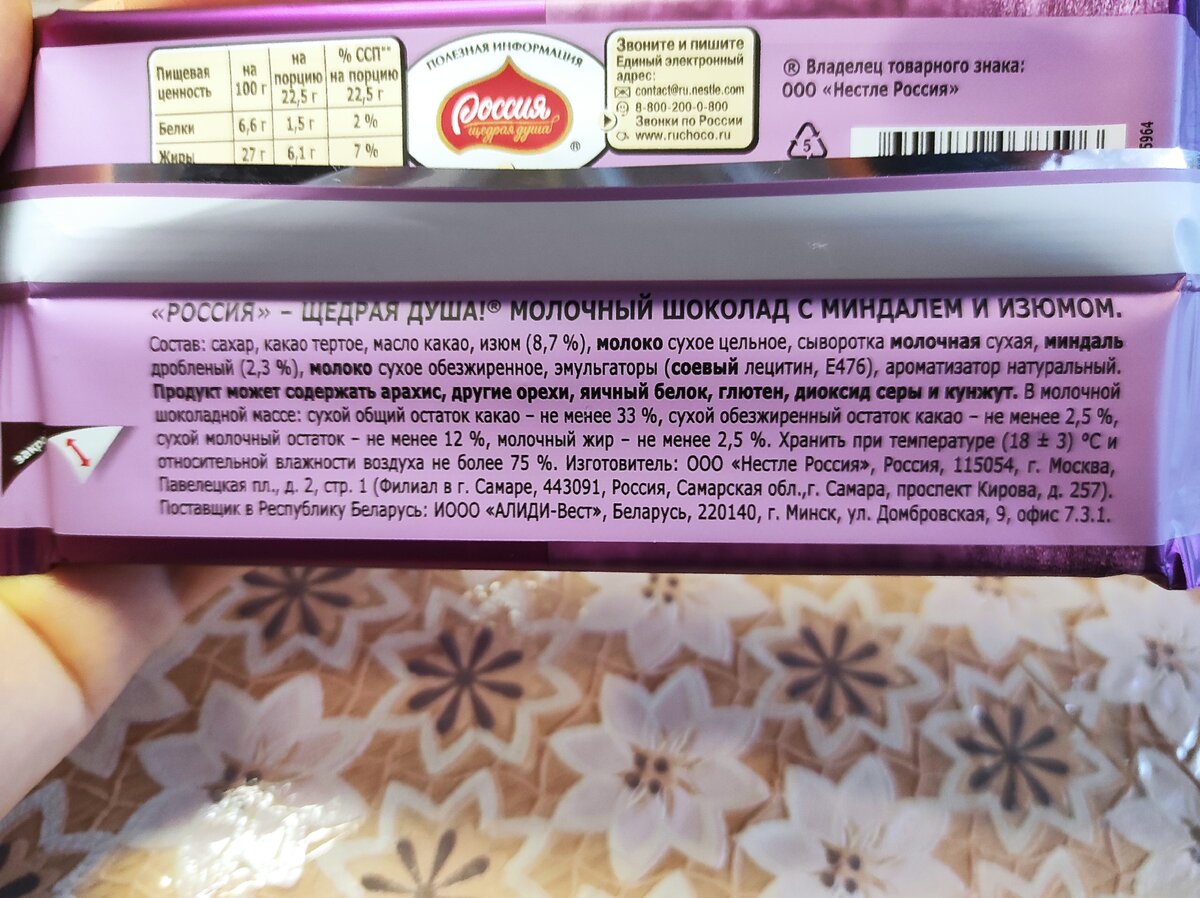 Пищевая ценность на 100 г на порцию 22,5 г % ССП** на порцию 22,5 г
Белки 6,6 г 1,5 г 2 %
Жиры 27 г 6,1 г 7 %
ПОЛЕЗНАЯ ИНФОРМАЦИЯ
Россия
щедрая душа!
®
Звоните и пишите
Единый электронный
адрес:
contact@ru.nestle.com
8-800-200-0-800
Звонки по России
www.ruchoco.ru
® Владелец товарного знака:
ООО «Нестле Россия»
5
5964
«РОССИЯ» – ЩЕДРАЯ ДУША!® МОЛОЧНЫЙ ШОКОЛАД С МИНДАЛЕМ И ИЗЮМОМ.
Состав: сахар, какао тертое, масло какао, изюм (8,7 %), молоко сухое цельное, сыворотка молочная сухая, миндаль
дробленый (2,3 %), молоко сухое обезжиренное, эмульгаторы (соевый лецитин, Е476), ароматизатор натуральный.
Продукт может содержать арахис, другие орехи, яичный белок, глютен, диоксид серы и кунжут. В молочной
шоколадной массе: сухой общий остаток какао – не менее 33 %, сухой обезжиренный остаток какао – не менее 2,5 %,
сухой молочный остаток – не менее 12 %, молочный жир – не менее 2,5 %. Хранить при температуре (18 ± 3) °С и
относительной влажности воздуха не более 75 %. Изготовитель: ООО «Нестле Россия», Россия, 115054, г. Москва,
Павелецкая пл., д. 2, стр. 1 (Филиал в г. Самаре, 443091, Россия, Самарская обл.,г. Самара, проспект Кирова, д. 257).
Поставщик в Республику Беларусь: ИООО «АЛИДИ-Вест», Беларусь, 220140, г. Минск, ул. Домбровская, 9, офис 7.3.1.